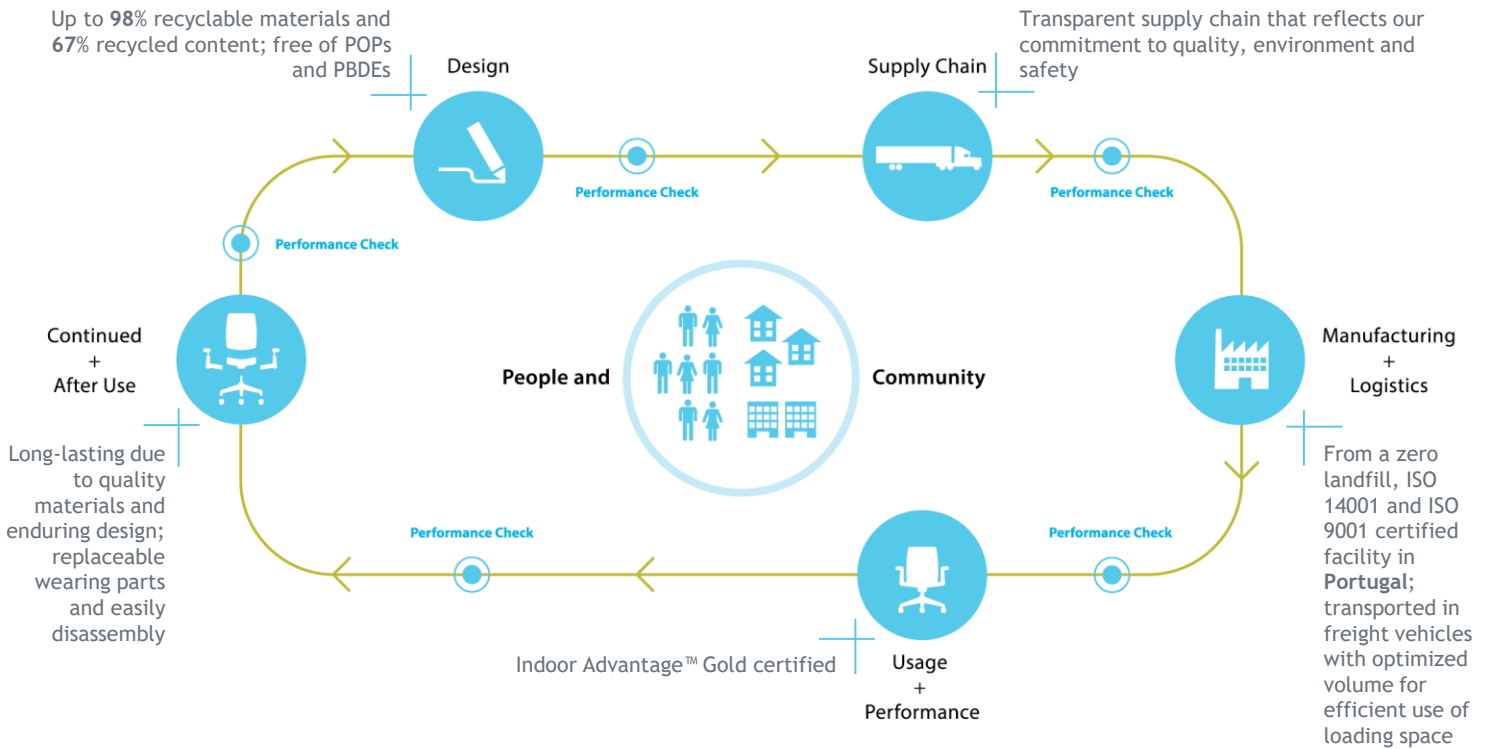 Up to 98% recyclable materials and
67% recycled content; free of POPs
and PBDEs
Design
Supply Chain
Transparent supply chain that reflects our
commitment to quality, environment and
safety
Performance Check
Performance Check
Performance Check
Continued
+
After Use
People and
Community
Manufacturing
+
Logistics
Long-lasting due
to quality
materials and
enduring design;
replaceable
wearing parts
and easily
disassembly
From a zero
landfill, ISO
14001 and ISO
9001 certified
facility in
Portugal;
transported in
freight vehicles
with optimized
volume for
efficient use of
loading space
Performance Check
Performance Check
Indoor Advantage™ Gold certified
Usage
+
Performance